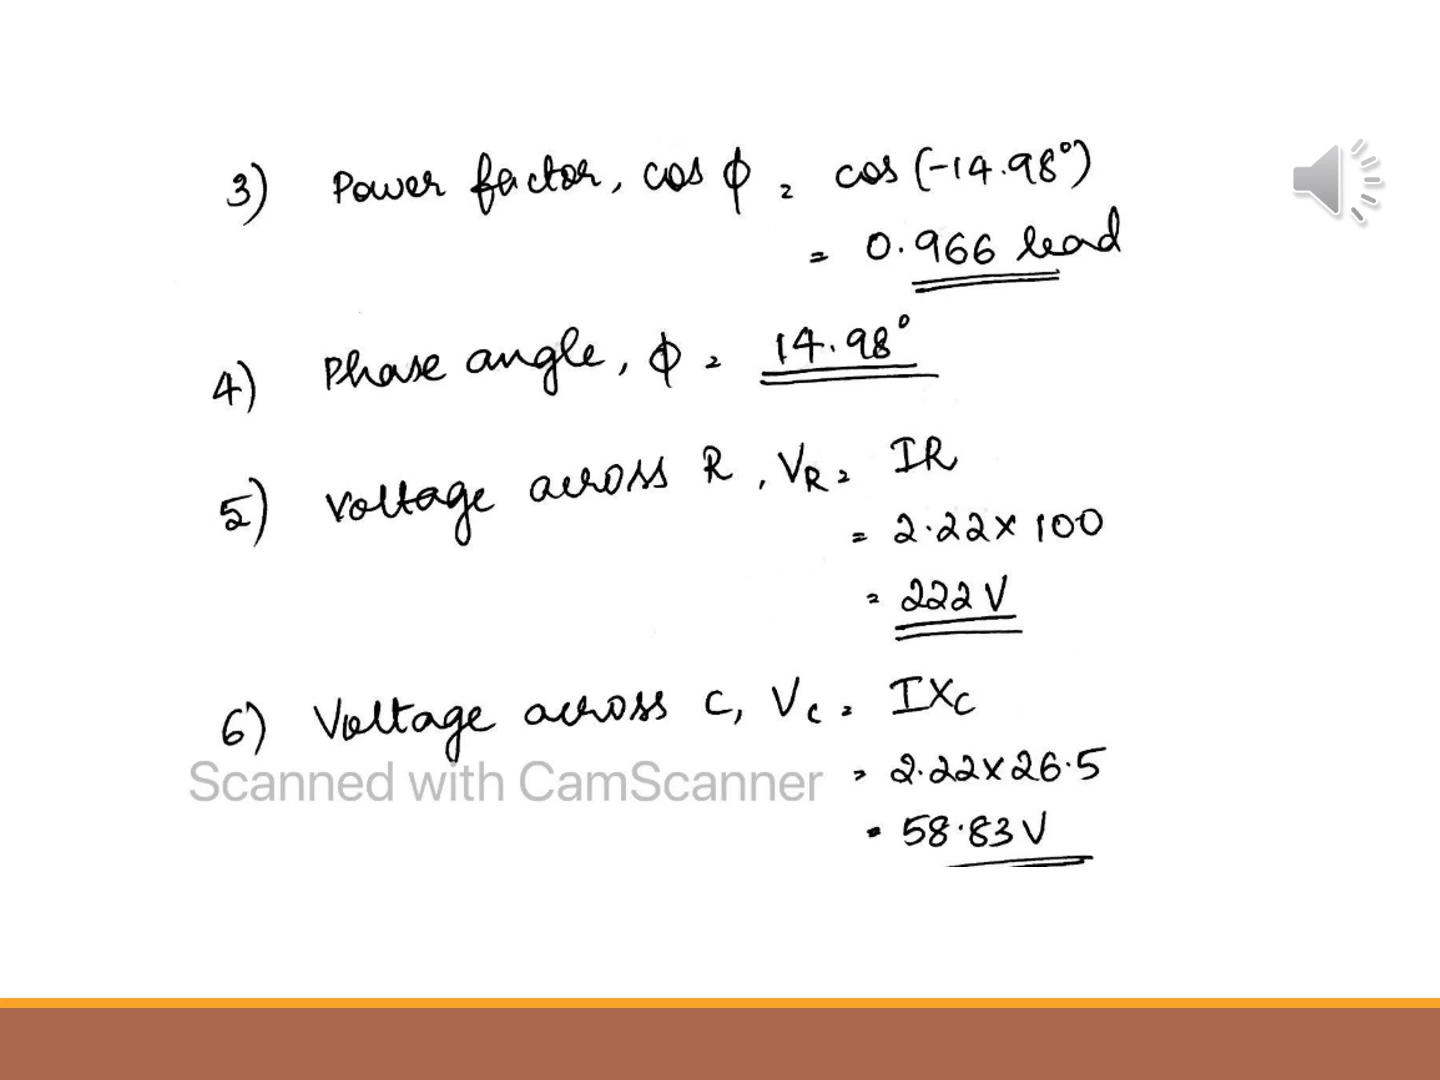 3) Power factor, cos ϕ = cos (-14.98°)
= 0.966 lead
4) Phase angle, ϕ = 14.98°
5) Voltage across R, VR = IR
= 2.22 x 100
= 222 V
6) Voltage across C, Vc = IXc
Scanned with CamScanner
= 2.22 x 26.5
= 58.83 V